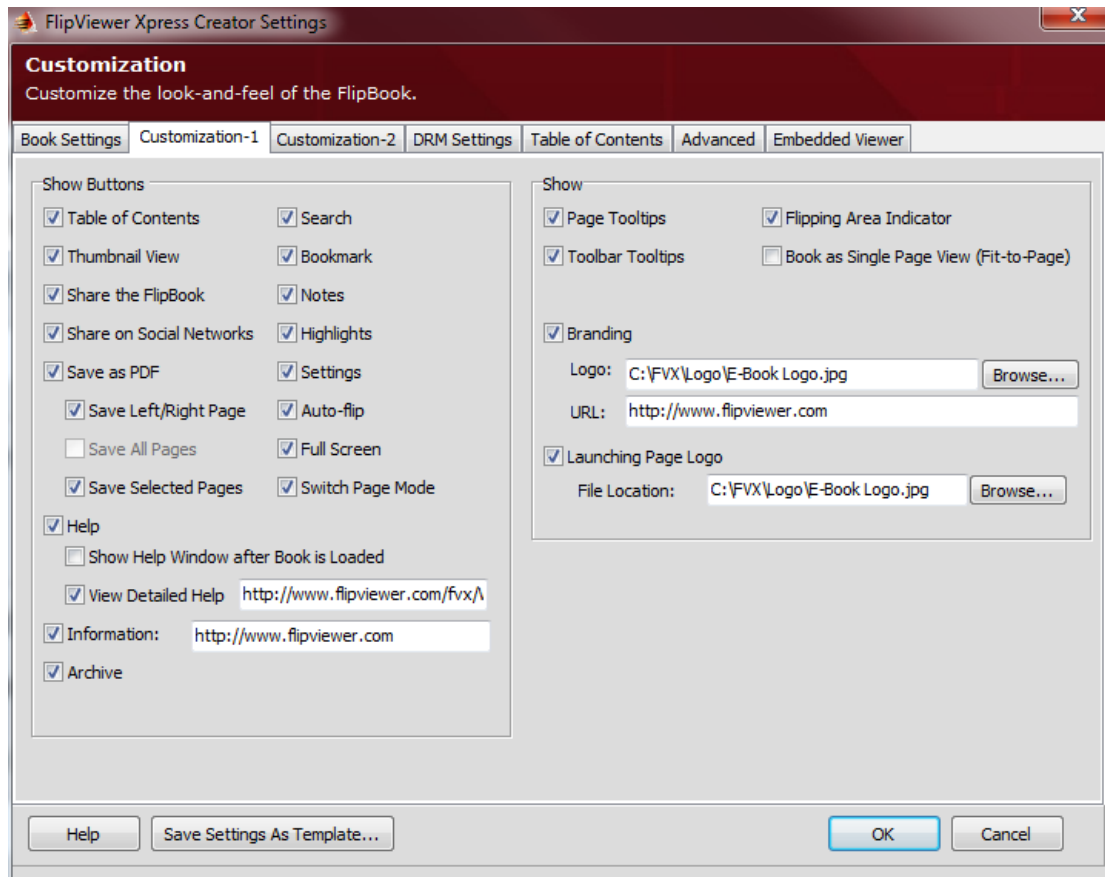 FlipViewer Xpress Creator Settings
Customization
Customize the look-and-feel of the FlipBook.
Book Settings Customization-1 Customization-2 DRM Settings Table of Contents Advanced Embedded Viewer
Show Buttons
Table of Contents Search
Thumbnail View Bookmark
Share the FlipBook Notes
Share on Social Networks Highlights
Save as PDF Settings
Save Left/Right Page Auto-flip
Save All Pages Full Screen
Save Selected Pages Switch Page Mode
Help
Show Help Window after Book is Loaded
View Detailed Help http://www.flipviewer.com/fvx/\
Information: http://www.flipviewer.com
Archive
Show
Page Tooltips Flipping Area Indicator
Toolbar Tooltips Book as Single Page View (Fit-to-Page)
Branding
Logo: C:\FVX\Logo\E-Book Logo.jpg Browse...
URL: http://www.flipviewer.com
Launching Page Logo
File Location: C:\FVX\Logo\E-Book Logo.jpg Browse...
Help Save Settings As Template... OK Cancel